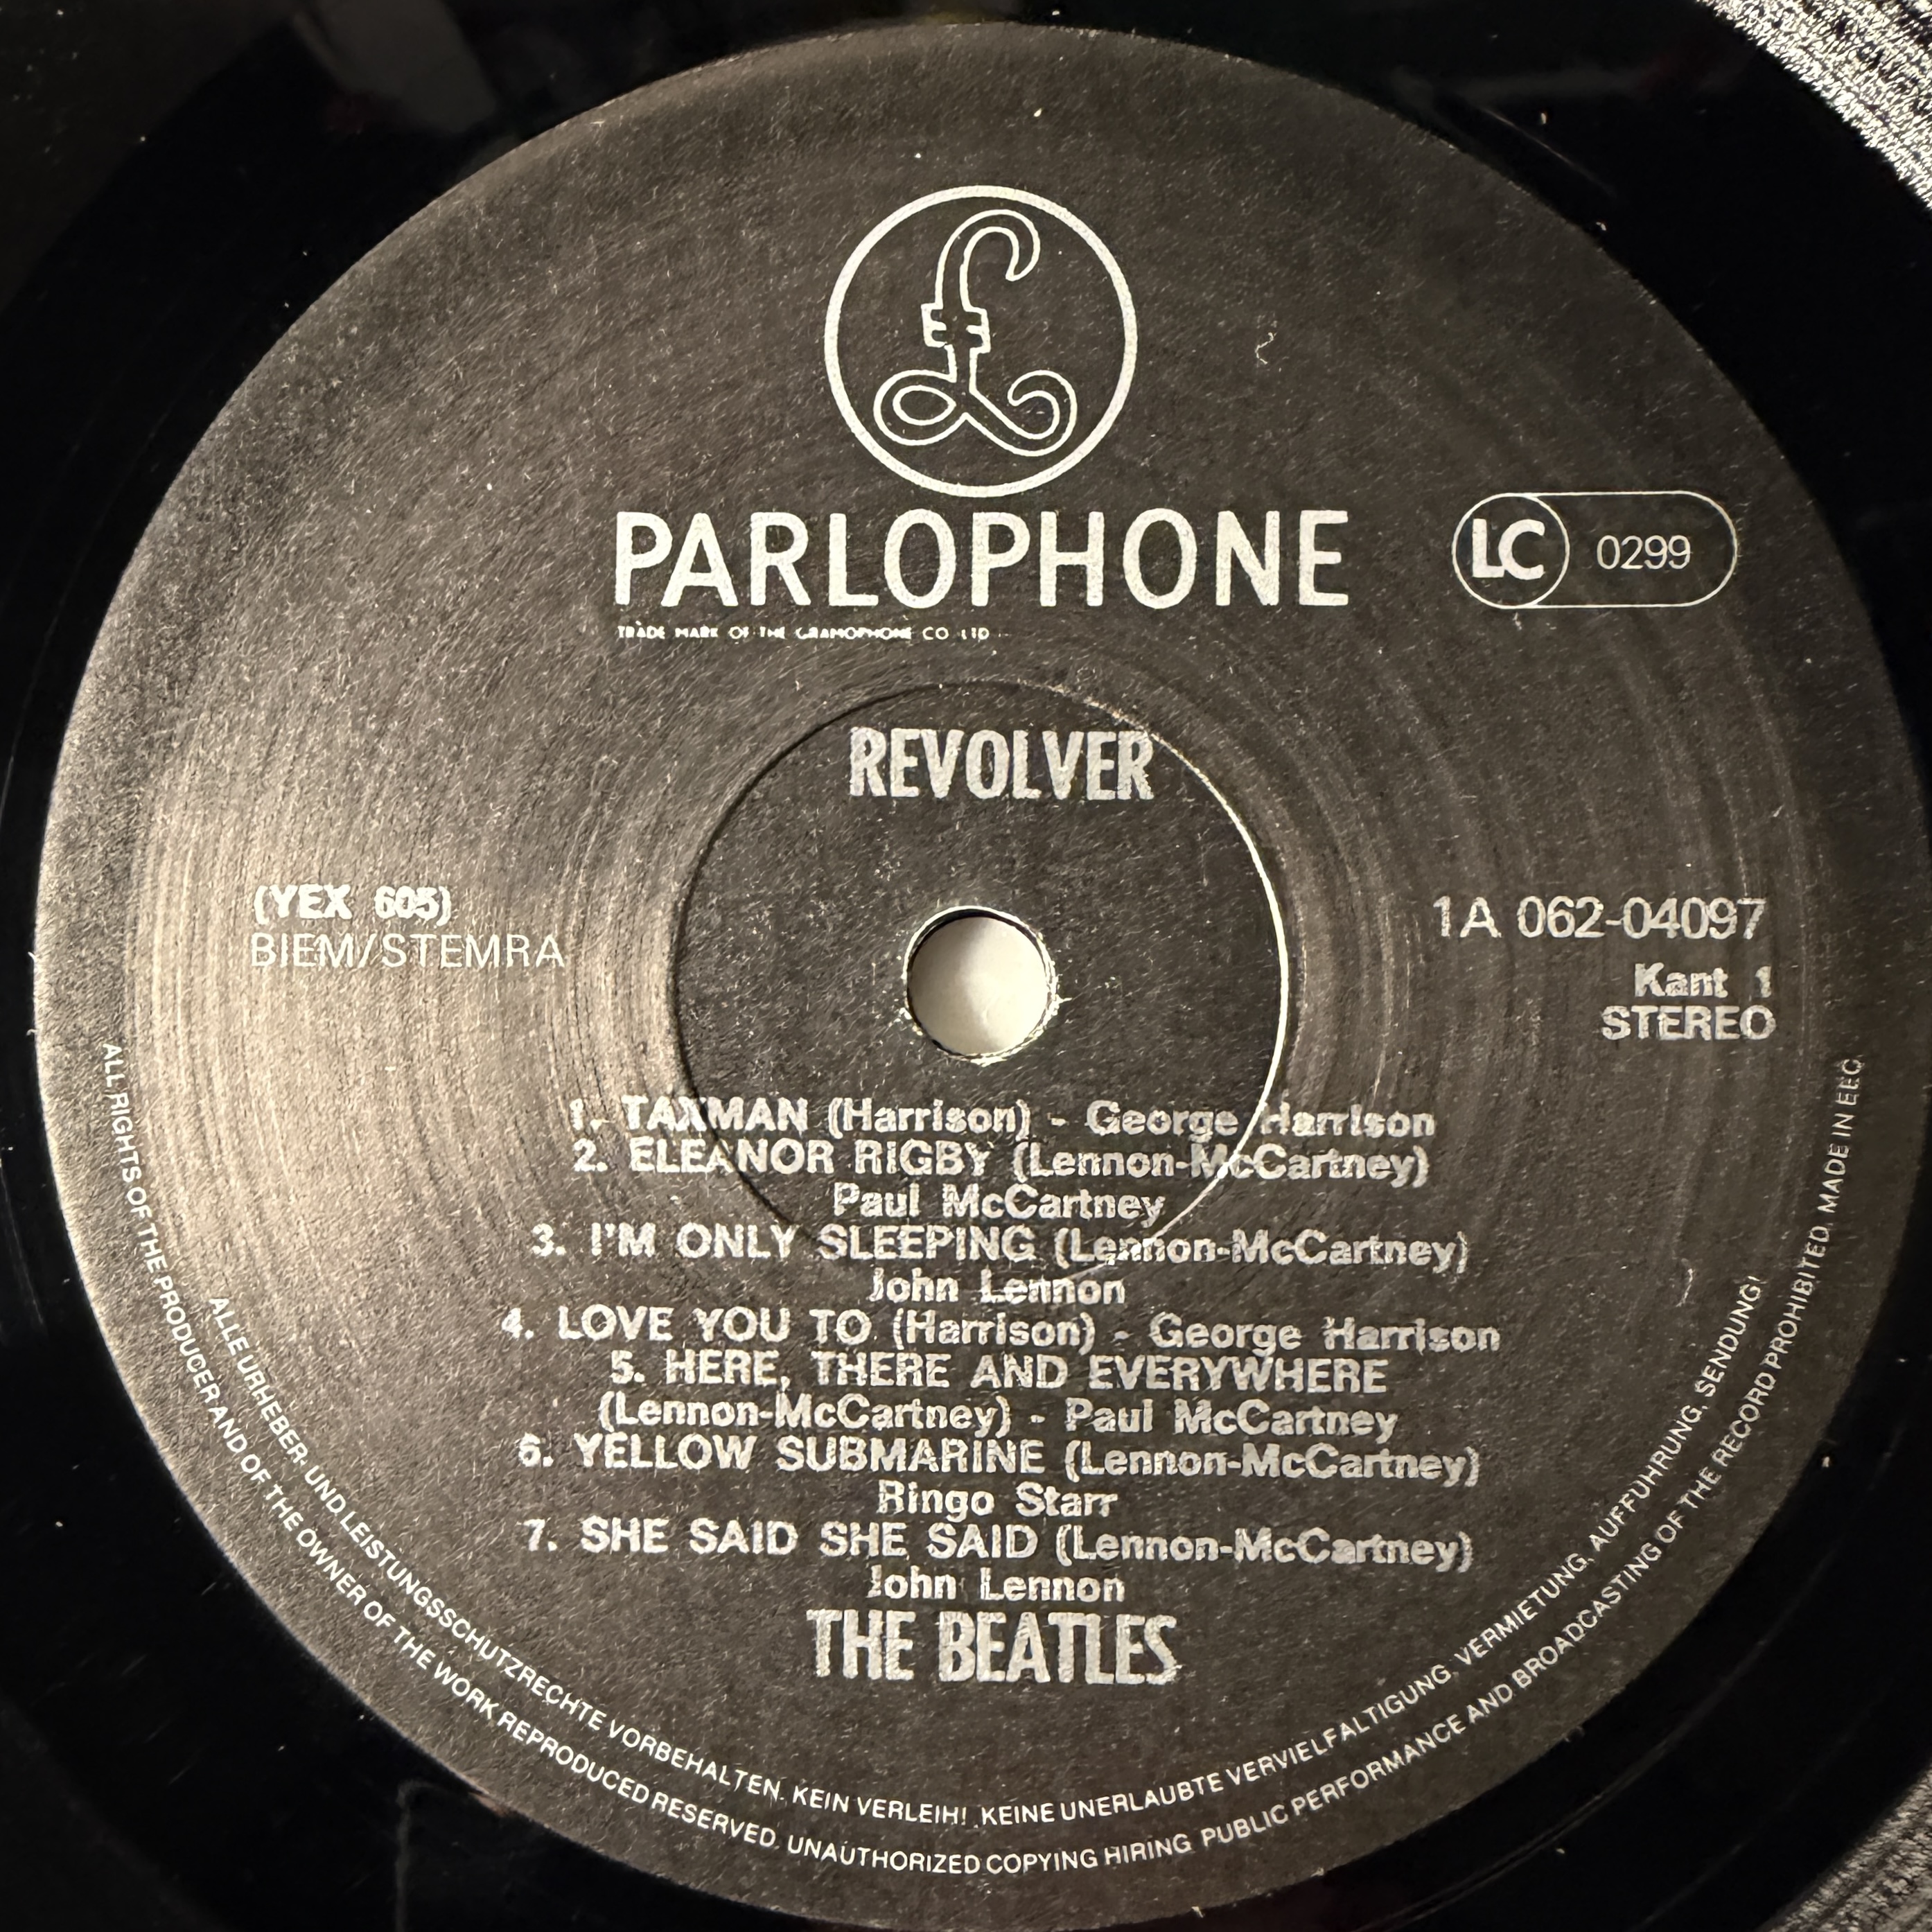 PARLOPHONE
LC 0299
TRADE MARK OF THE GRAMOPHONE CO LTD
REVOLVER
(YEX 605)
BIEM/STEMRA
1A 062-04097
Kant 1
STEREO
1. TAXMAN (Harrison) - George Harrison
2. ELEANOR RIGBY (Lennon-McCartney)
Paul McCartney
3. I'M ONLY SLEEPING (Lennon-McCartney)
John Lennon
4. LOVE YOU TO (Harrison) - George Harrison
5. HERE, THERE AND EVERYWHERE
(Lennon-McCartney) - Paul McCartney
6. YELLOW SUBMARINE (Lennon-McCartney)
Ringo Starr
7. SHE SAID SHE SAID (Lennon-McCartney)
John Lennon
THE BEATLES
ALLE URHEBER- UND LEISTUNGSSCHUTZRECHTE VORBEHALTEN. KEIN VERLEIH! KEINE UNERLAUBTE VERVIELFALTIGUNG, VERMIETUNG, AUFFUHRUNG, SENDUNG!
ALL RIGHTS OF THE PRODUCER AND OF THE OWNER OF THE WORK REPRODUCED RESERVED. UNAUTHORIZED COPYING HIRING PUBLIC PERFORMANCE AND BROADCASTING OF THE RECORD PROHIBITED. MADE IN EEC